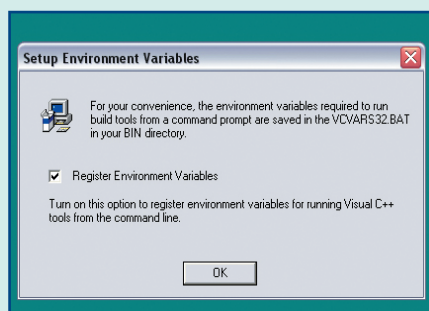 Setup Environment Variables
For your convenience, the environment variables required to run
build tools from a command prompt are saved in the VCVARS32.BAT
in your BIN directory.
Register Environment Variables
Turn on this option to register environment variables for running Visual C++
tools from the command line.
OK